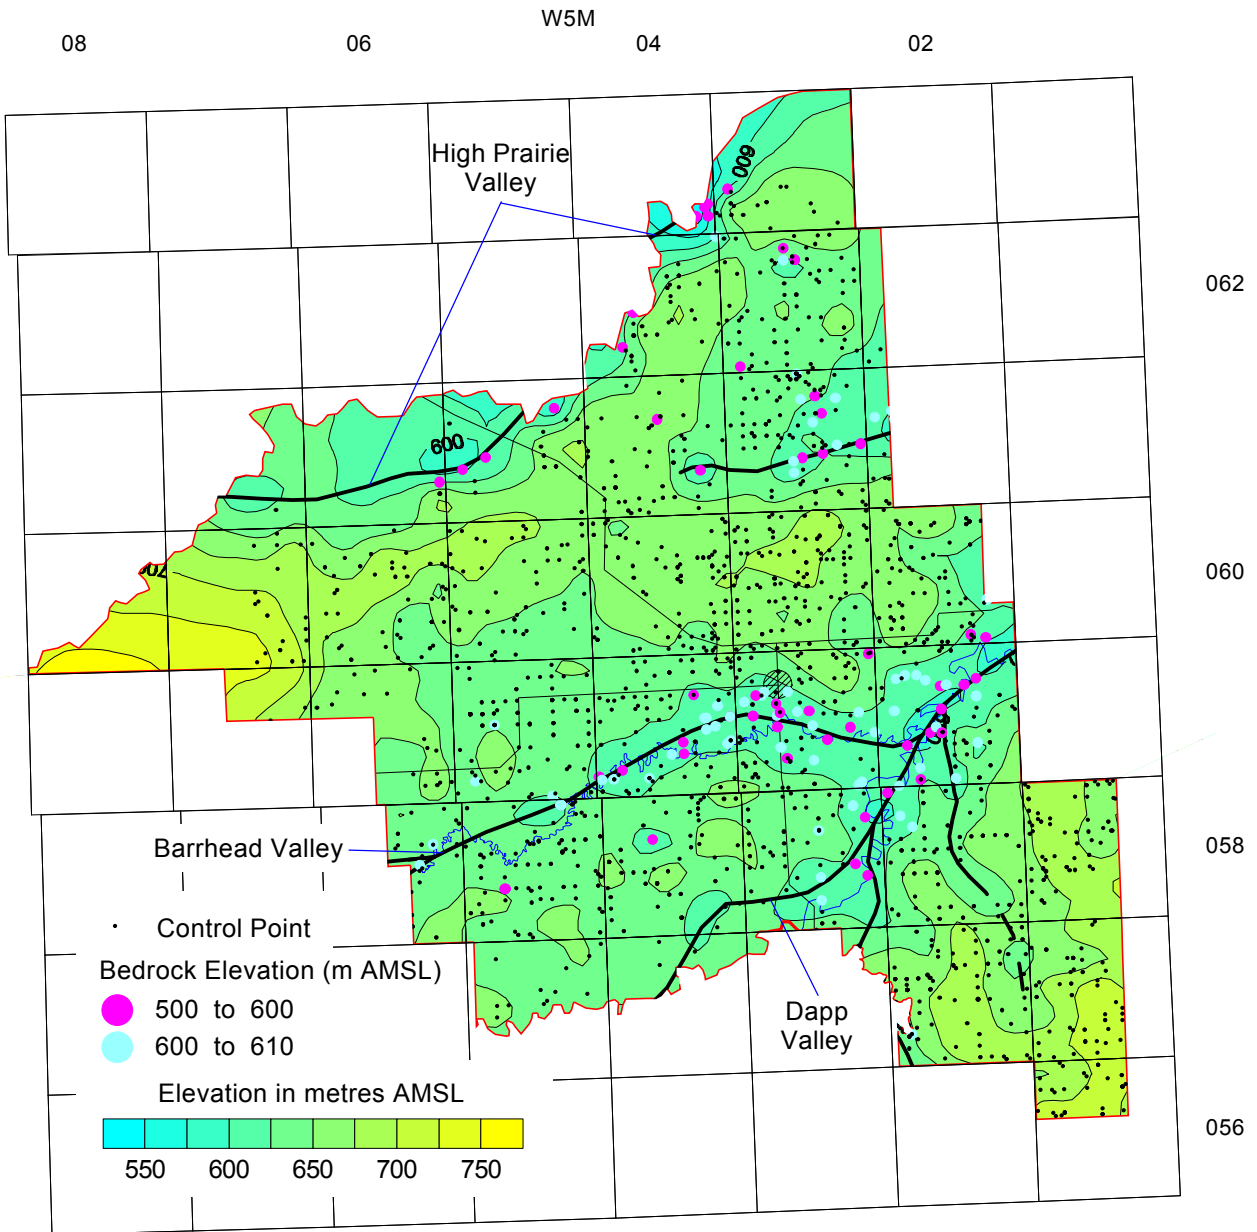 W5M
08 06 04 02
High Prairie
Valley
600
062
600
060
700
600
Barrhead Valley
058
Control Point
Bedrock Elevation (m AMSL)
500 to 600
600 to 610
Dapp
Valley
Elevation in metres AMSL
056
550 600 650 700 750